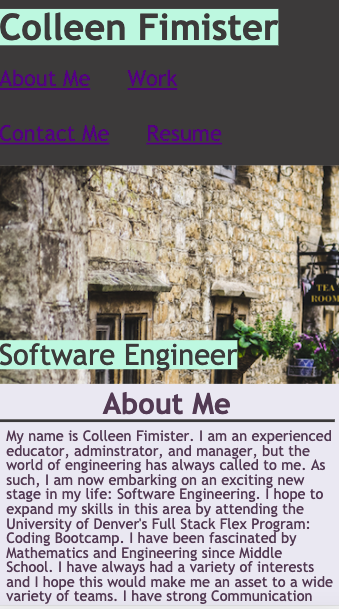 Colleen Fimister
About Me Work
Contact Me Resume
TEA
ROOM
Software Engineer
About Me
My name is Colleen Fimister. I am an experienced
educator, adminstrator, and manager, but the
world of engineering has always called to me. As
such, I am now embarking on an exciting new
stage in my life: Software Engineering. I hope to
expand my skills in this area by attending the
University of Denver's Full Stack Flex Program:
Coding Bootcamp. I have been fascinated by
Mathematics and Engineering since Middle
School. I have always had a variety of interests
and I hope this would make me an asset to a wide
variety of teams. I have strong Communication